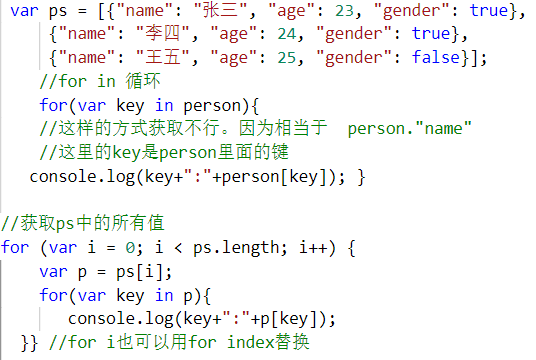 var ps = [{"name": "张三", "age": 23, "gender": true},
{"name": "李四", "age": 24, "gender": true},
{"name": "王五", "age": 25, "gender": false}];
//for in 循环
for(var key in person){
//这样的方式获取不行。因为相当于  person."name"
//这里的key是person里面的键
console.log(key+":"+person[key]); }
//获取ps中的所有值
for (var i = 0; i < ps.length; i++) {
var p = ps[i];
for(var key in p){
console.log(key+":"+p[key]);
}} //for i也可以用for index替换